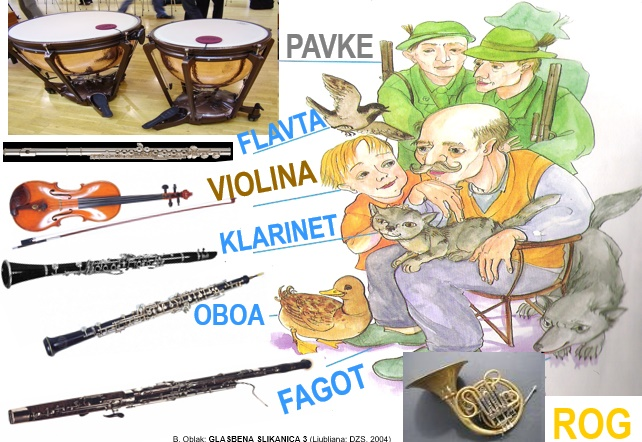 PAVKE
FLAVTA
VIOLINA
KLARINET
OBOA
FAGOT
ROG
B. Oblak: GLASBENA SLIKANICA 3 (Ljubljana: DZS, 2004)